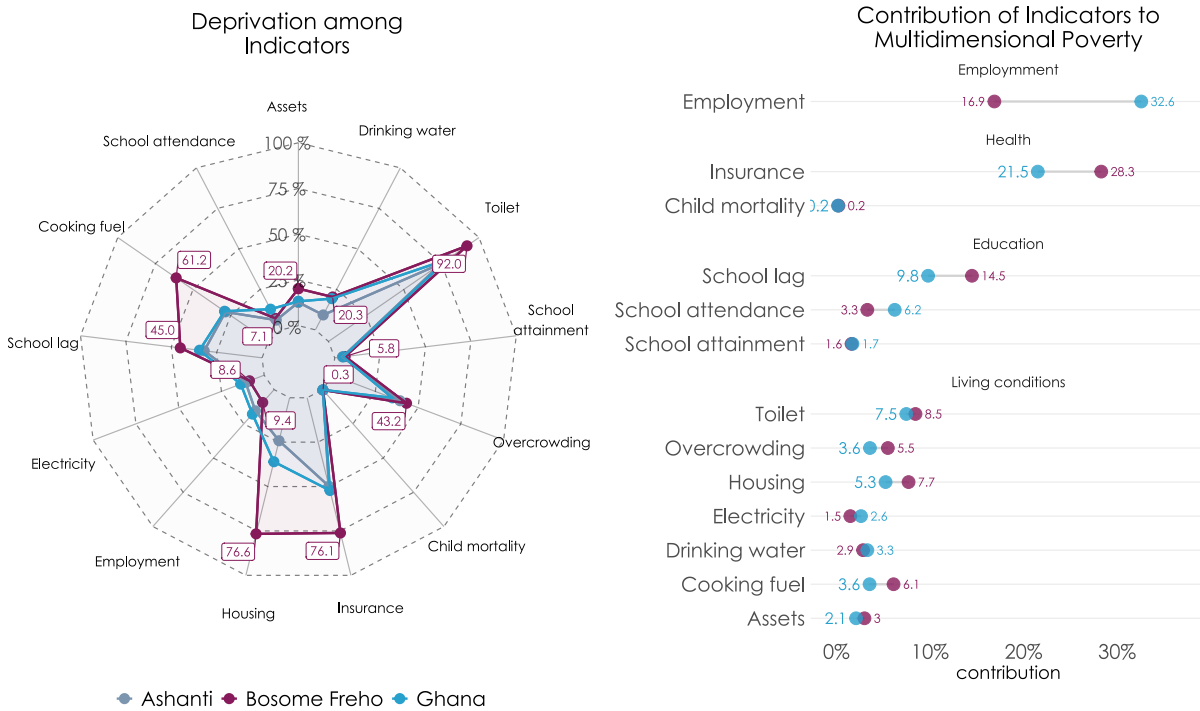 Deprivation among
Indicators
Assets
School attendance
Drinking water
100 %
75 %
50 %
25 %
0 %
Toilet
Cooking fuel
61.2
20.2
92.0
20.3
School
attainment
School lag
45.0
7.1
5.8
8.6
0.3
9.4
43.2
Overcrowding
Electricity
Employment
76.6
76.1
Child mortality
Housing
Insurance
Ashanti
Bosome Freho
Ghana
Contribution of Indicators to
Multidimensional Poverty
Employmment
Employment 16.9 32.6
Health
Insurance 21.5 28.3
Child mortality 0.2 0.2
Education
School lag 9.8 14.5
School attendance 3.3 6.2
School attainment 1.6 1.7
Living conditions
Toilet 7.5 8.5
Overcrowding 3.6 5.5
Housing 5.3 7.7
Electricity 1.5 2.6
Drinking water 2.9 3.3
Cooking fuel 3.6 6.1
Assets 2.1 3
0% 10% 20% 30%
contribution